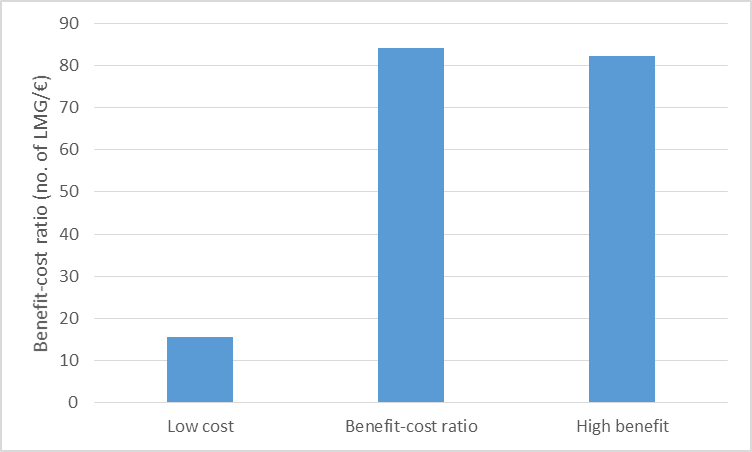 Benefit-cost ratio (no. of LMG/€)
90
80
70
60
50
40
30
20
10
0
Low cost
Benefit-cost ratio
High benefit